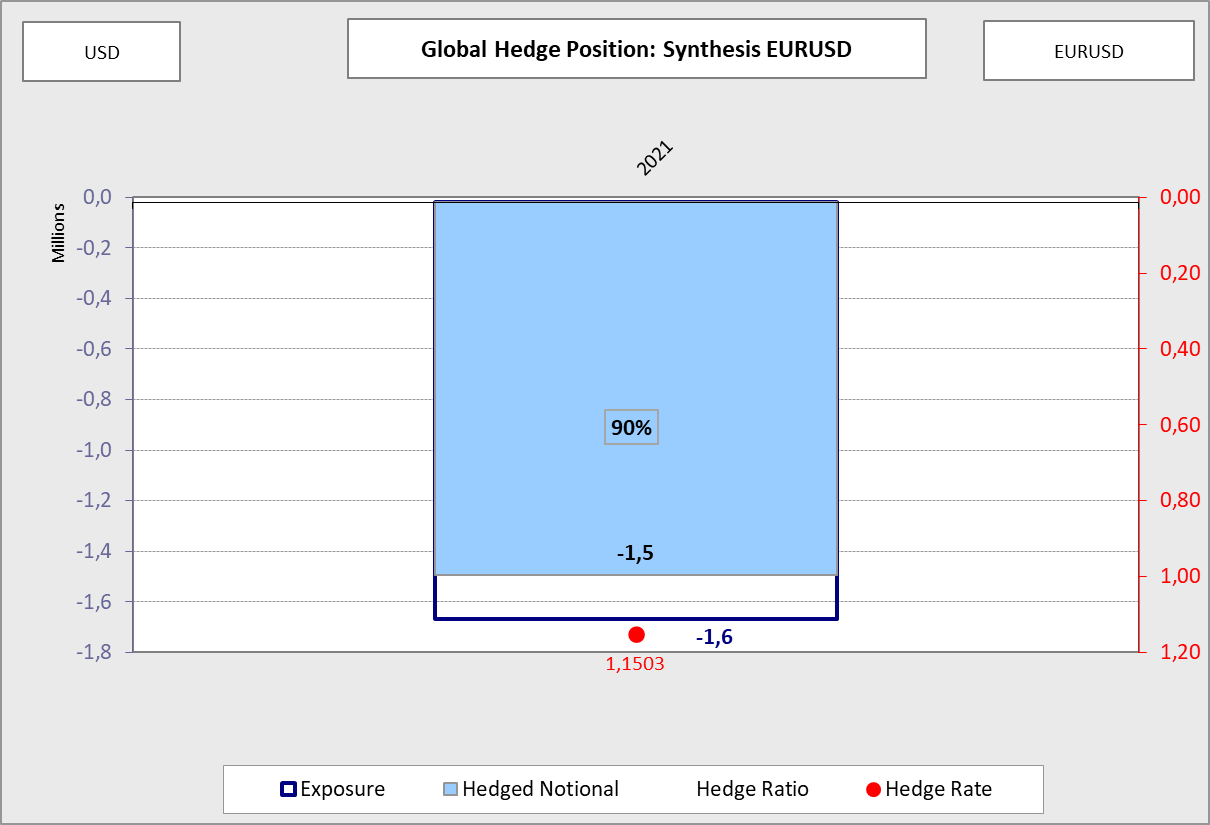 USD
Global Hedge Position: Synthesis EURUSD
EURUSD
2021
Millions
0,0
-0,2
-0,4
-0,6
-0,8
-1,0
-1,2
-1,4
-1,6
-1,8
0,00
0,20
0,40
0,60
0,80
1,00
1,20
90%
-1,5
-1,6
1,1503
Exposure
Hedged Notional
Hedge Ratio
Hedge Rate